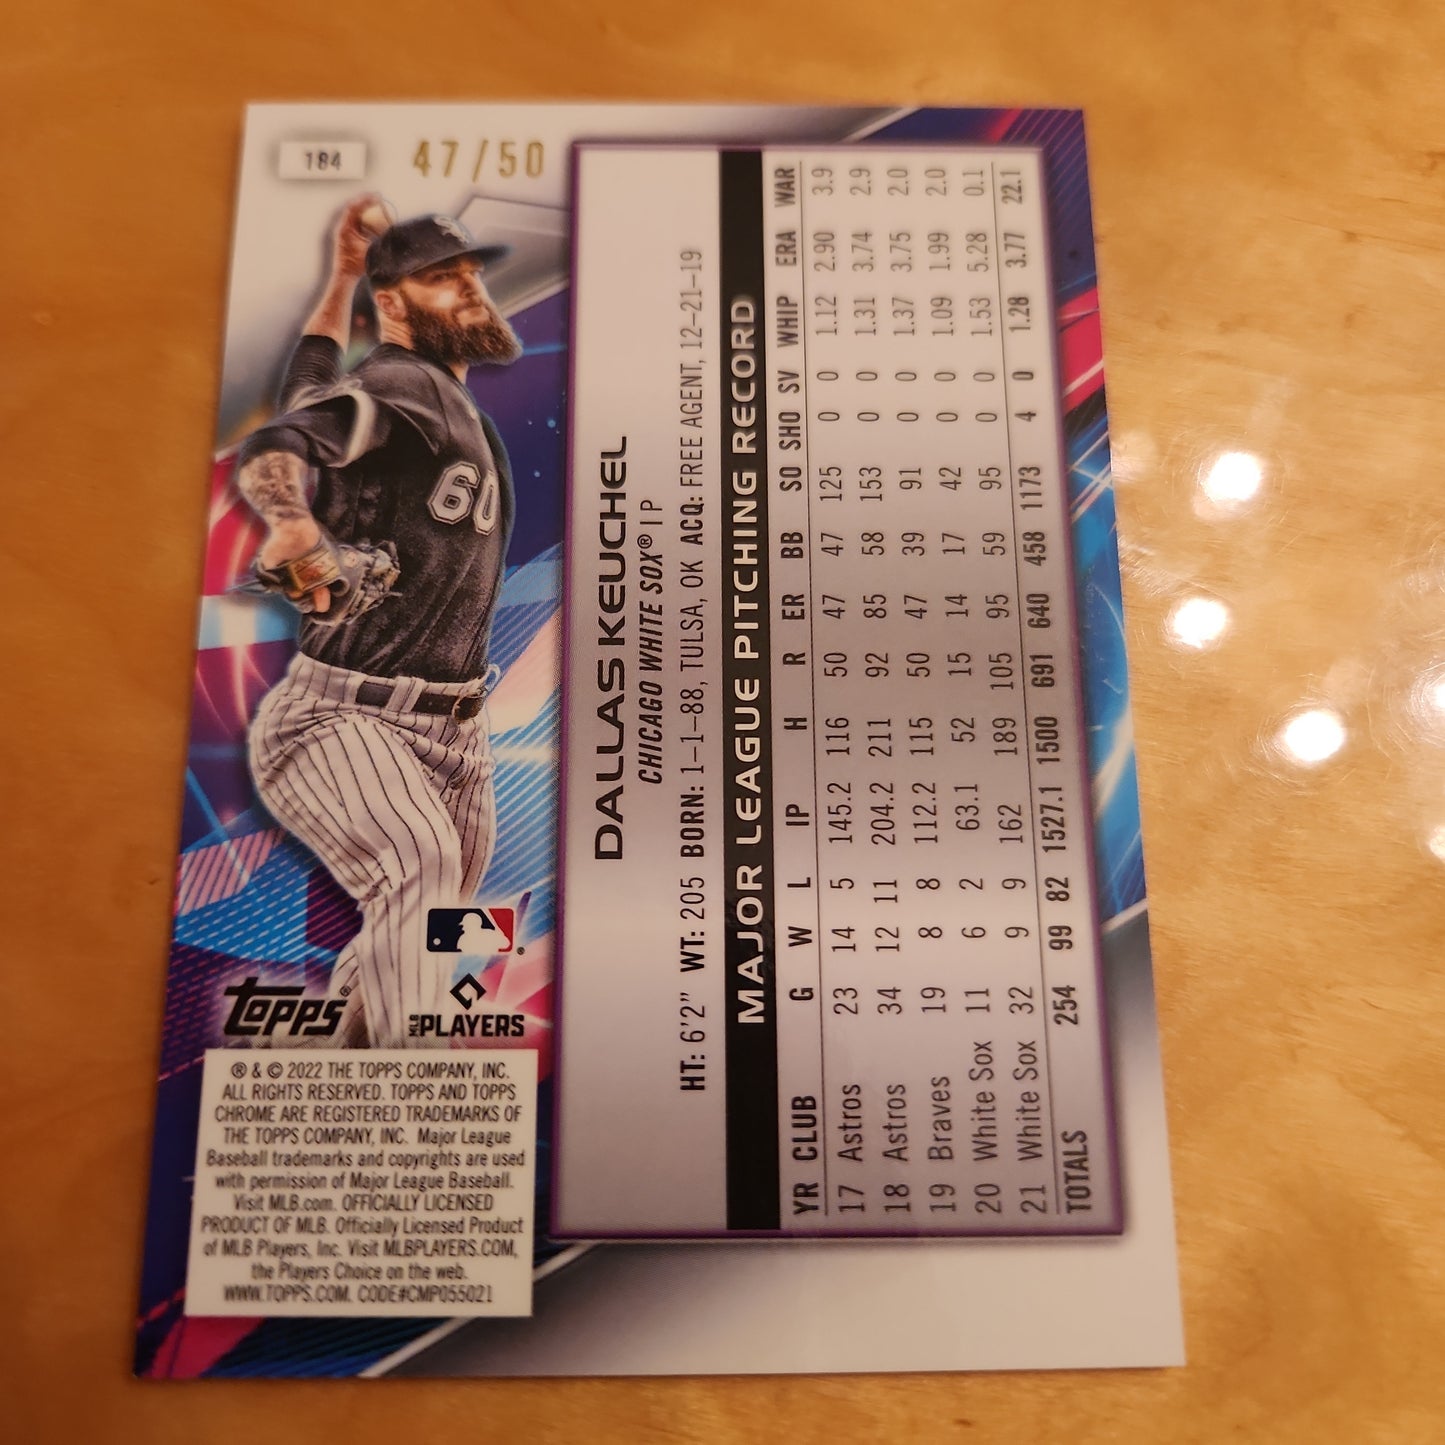 184
47/50
60
DALLAS KEUCHEL
CHICAGO WHITE SOX® | P
HT: 6'2" WT: 205 BORN: 1–1–88, TULSA, OK ACQ: FREE AGENT, 12–21–19
MAJOR LEAGUE PITCHING RECORD
YR CLUB G W L IP H R ER BB SO SHO SV WHIP ERA WAR
17 Astros 23 14 5 145.2 116 50 47 47 125 0 0 1.12 2.90 3.9
18 Astros 34 12 11 204.2 211 92 85 58 153 0 0 1.31 3.74 2.9
19 Braves 19 8 8 112.2 115 50 47 39 91 0 0 1.37 3.75 2.0
20 White Sox 11 6 2 63.1 52 15 14 17 42 0 0 1.09 1.99 2.0
21 White Sox 32 9 9 162 189 105 95 59 95 0 0 1.53 5.28 0.1
TOTALS 254 99 82 1527.1 1500 691 640 458 1173 4 0 1.28 3.77 22.1
topps®
MLB PLAYERS
® & © 2022 THE TOPPS COMPANY, INC.
ALL RIGHTS RESERVED. TOPPS AND TOPPS
CHROME ARE REGISTERED TRADEMARKS OF
THE TOPPS COMPANY, INC. Major League
Baseball trademarks and copyrights are used
with permission of Major League Baseball.
Visit MLB.com. OFFICIALLY LICENSED
PRODUCT OF MLB. Officially Licensed Product
of MLB Players, Inc. Visit MLBPLAYERS.COM,
the Players Choice on the web.
WWW.TOPPS.COM. CODE#CMP055021